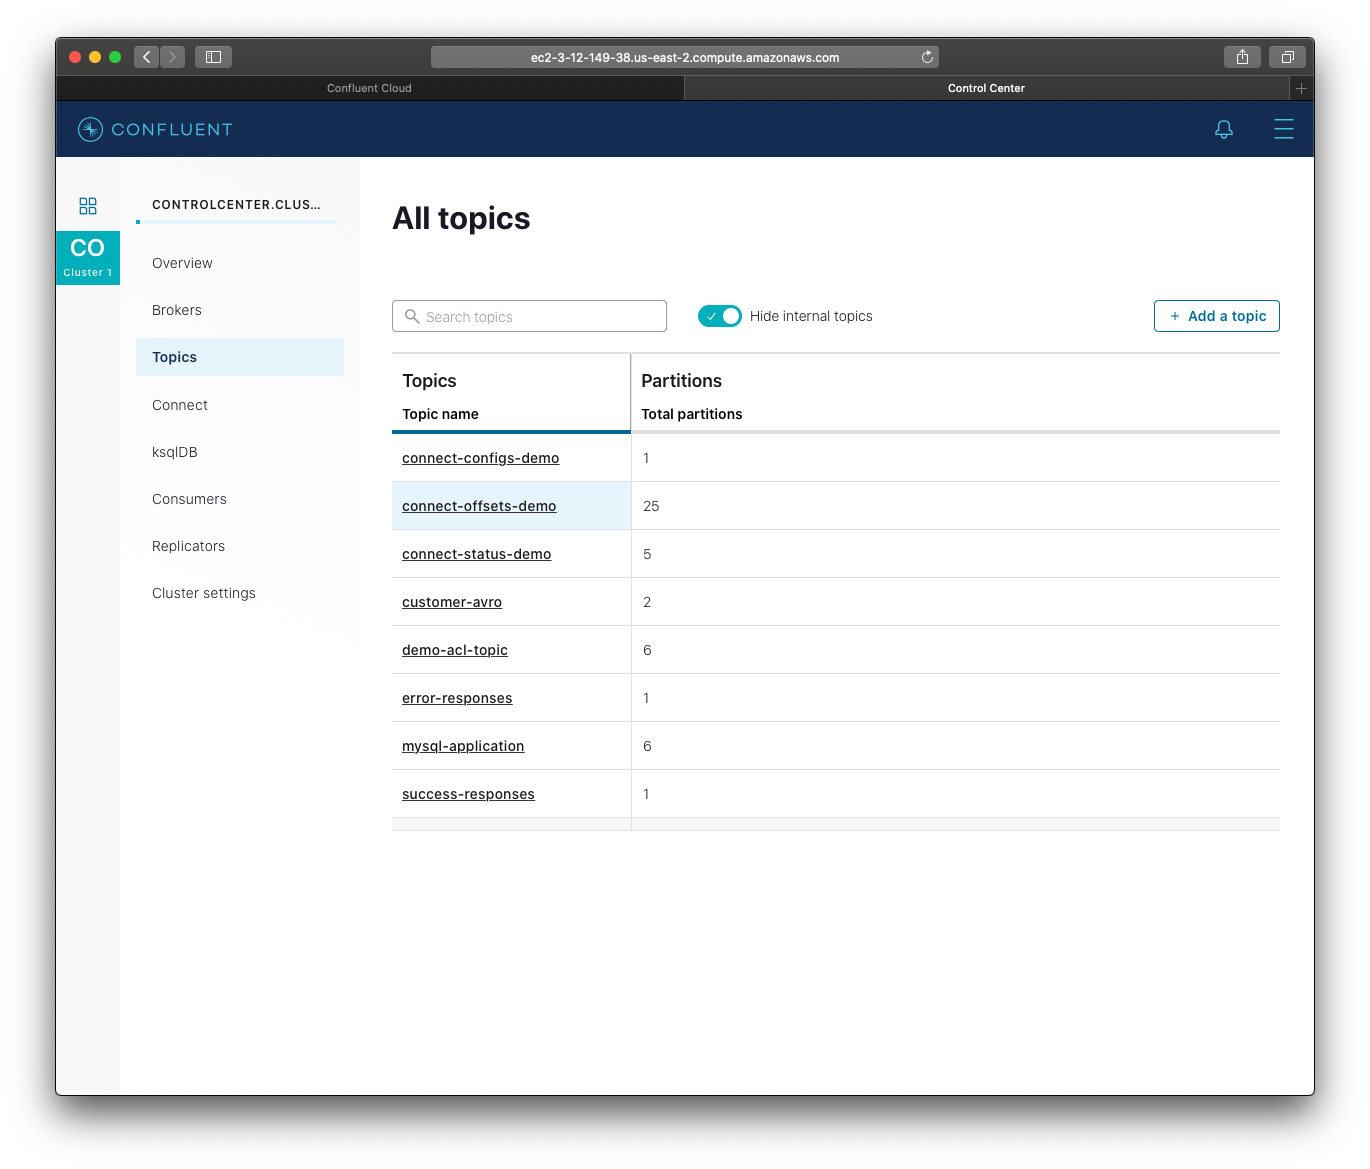 ec2-3-12-149-38.us-east-2.compute.amazonaws.com
Confluent Cloud
Control Center
CONFLUENT
CO
Cluster 1
CONTROLCENTER.CLUS...
Overview
Brokers
Topics
Connect
ksqlDB
Consumers
Replicators
Cluster settings
All topics
Search topics
Hide internal topics
+ Add a topic
Topics
Partitions
Topic name
Total partitions
connect-configs-demo 1
connect-offsets-demo 25
connect-status-demo 5
customer-avro 2
demo-acl-topic 6
error-responses 1
mysql-application 6
success-responses 1